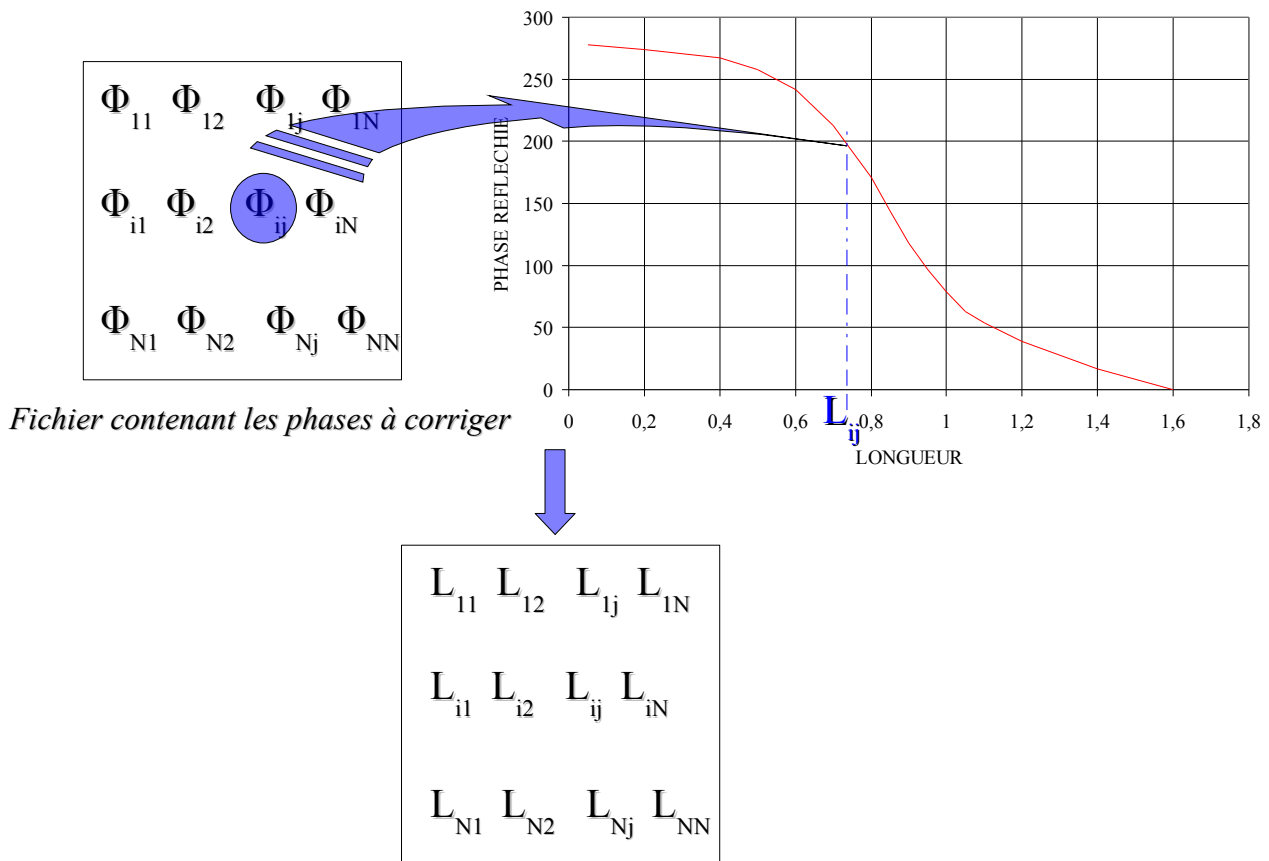 Φ11 Φ12 Φ1j Φ1N
Φi1 Φi2 Φij ΦiN
ΦN1 ΦN2 ΦNj ΦNN
Fichier contenant les phases à corriger
PHASE REFLECHIE
300
250
200
150
100
50
0
0 0,2 0,4 0,6 0,8 1 1,2 1,4 1,6 1,8
Lij
LONGUEUR
L11 L12 L1j L1N
Li1 Li2 Lij LiN
LN1 LN2 LNj LNN